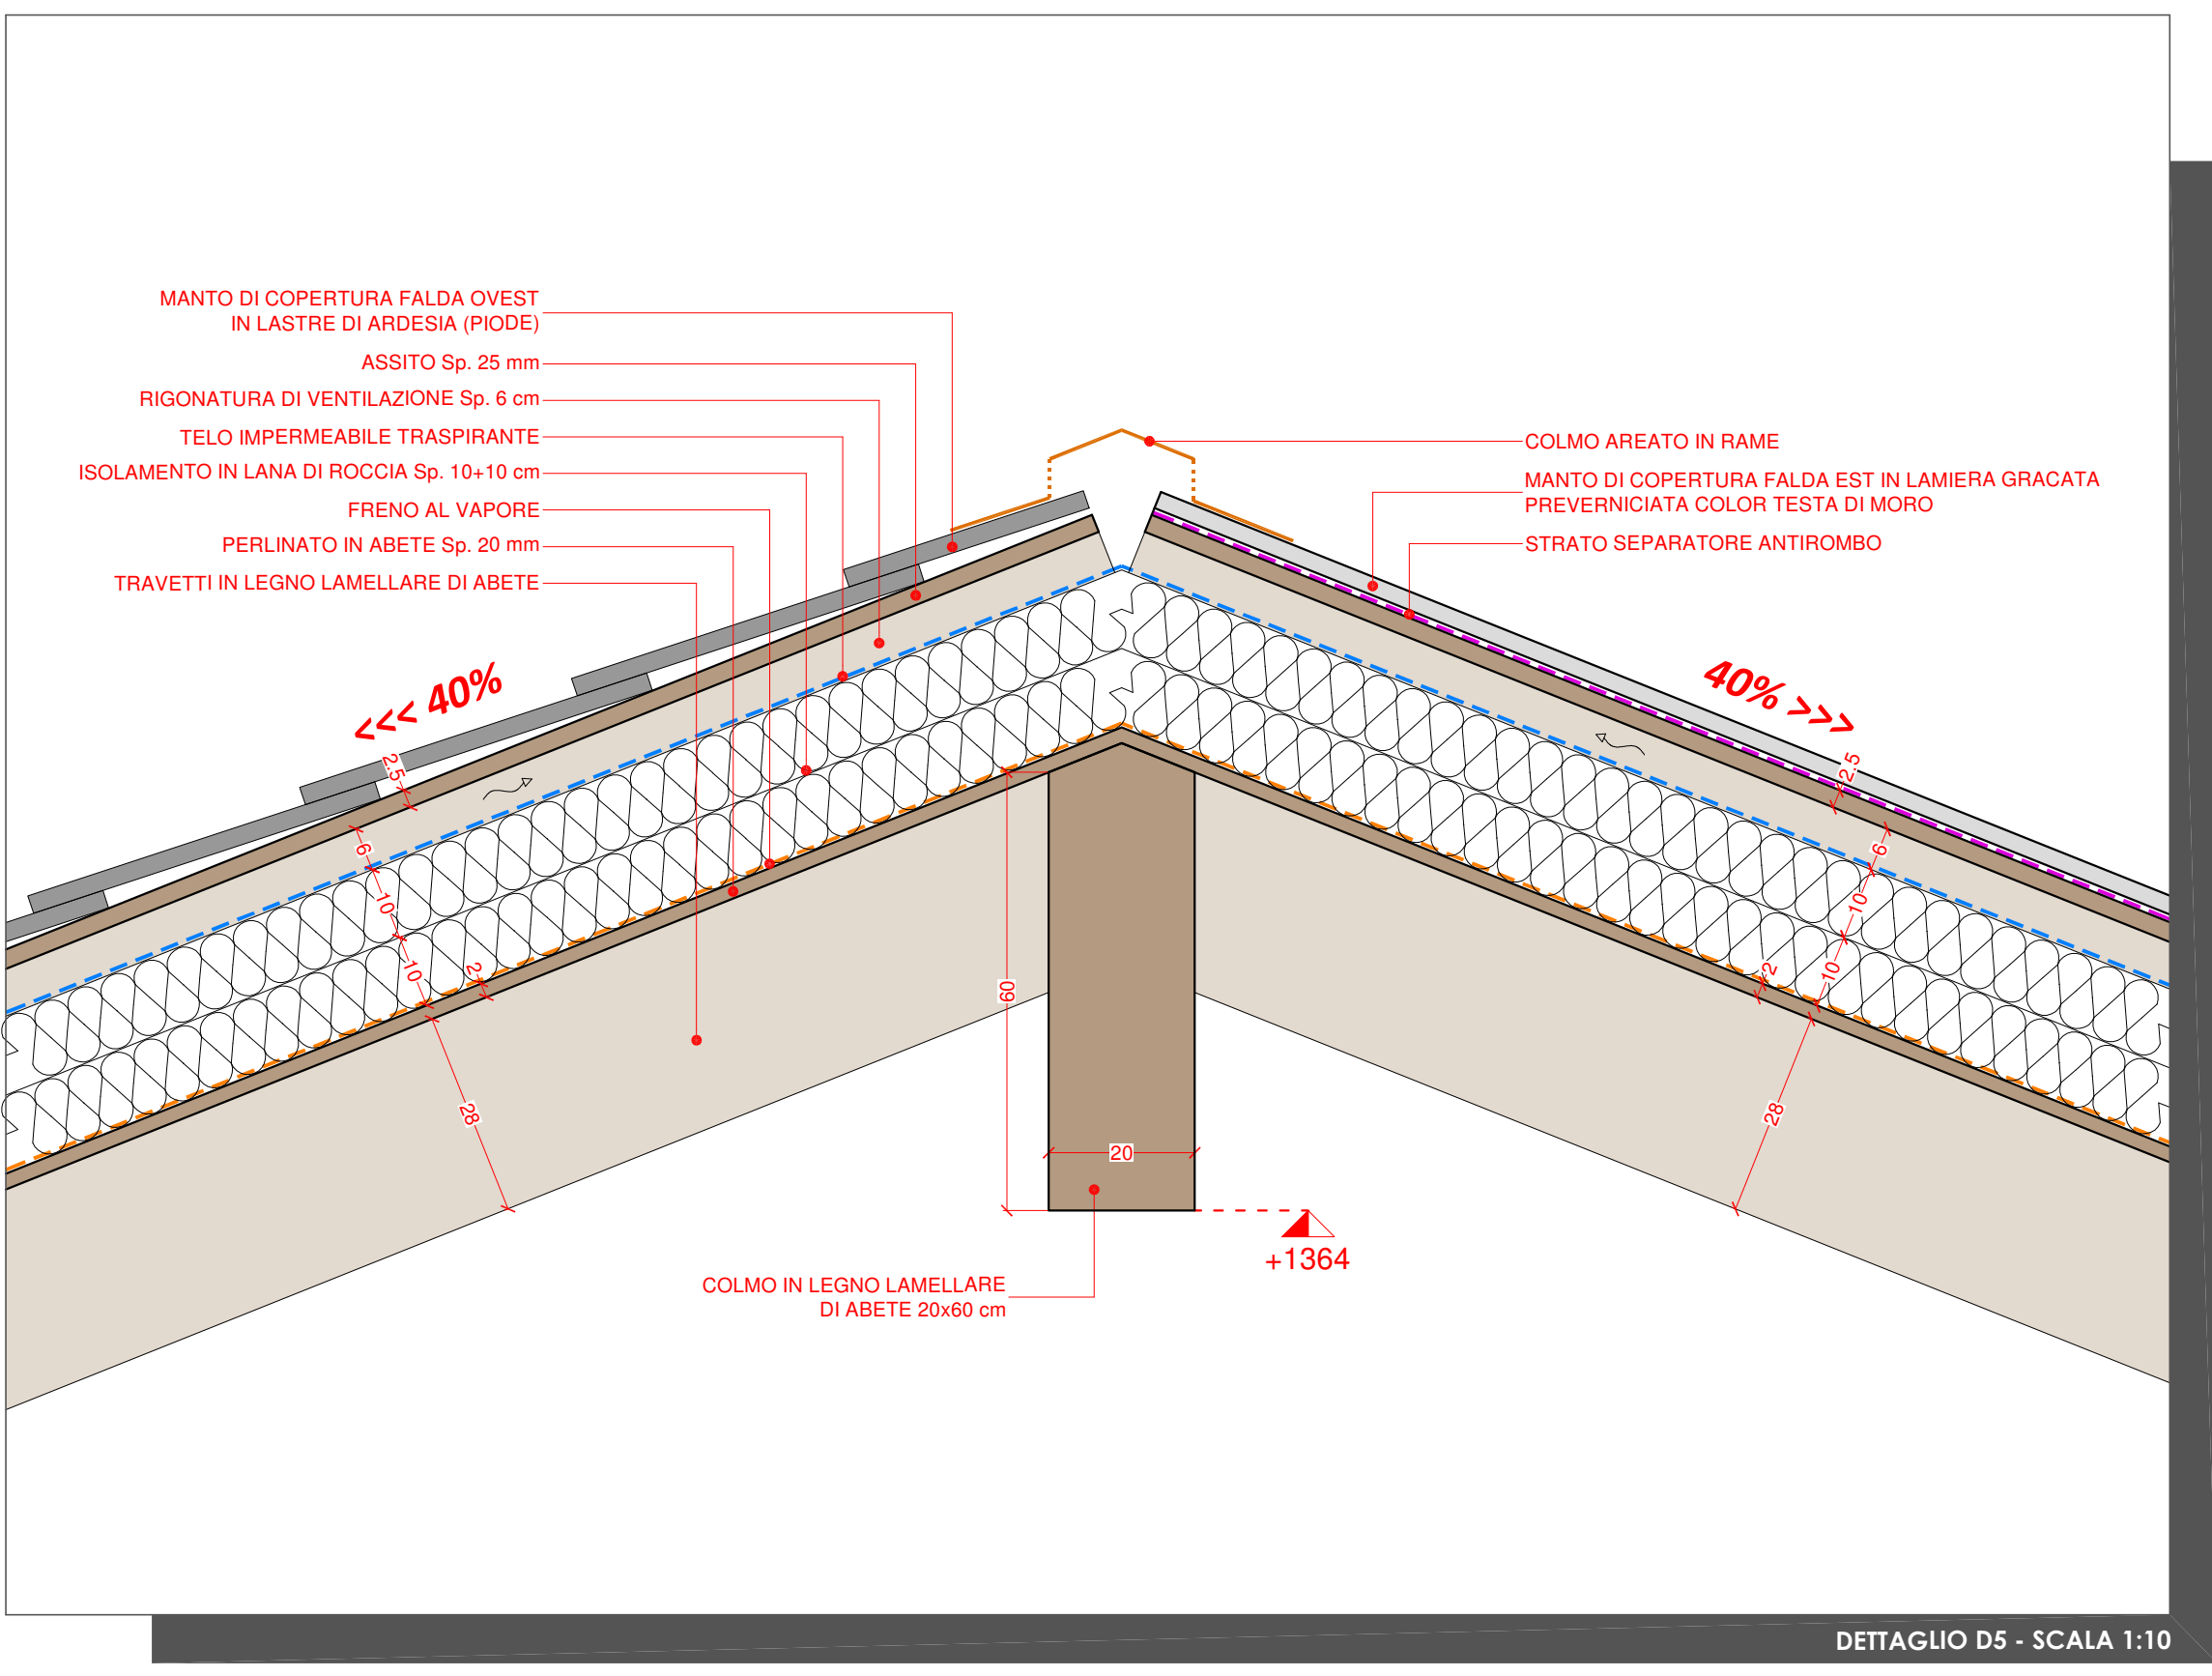 MANTO DI COPERTURA FALDA OVEST
IN LASTRE DI ARDESIA (PIODE)
ASSITO Sp. 25 mm
RIGONATURA DI VENTILAZIONE Sp. 6 cm
TELO IMPERMEABILE TRASPIRANTE
ISOLAMENTO IN LANA DI ROCCIA Sp. 10+10 cm
FRENO AL VAPORE
PERLINATO IN ABETE Sp. 20 mm
TRAVETTI IN LEGNO LAMELLARE DI ABETE
COLMO AREATO IN RAME
MANTO DI COPERTURA FALDA EST IN LAMIERA GRACATA
PREVERNICIATA COLOR TESTA DI MORO
STRATO SEPARATORE ANTIROMBO
<<< 40%
40% >>>
2.5
6
10
10
2
28
2.5
6
10
10
2
28
60
20
+1364
COLMO IN LEGNO LAMELLARE
DI ABETE 20x60 cm
DETTAGLIO D5 - SCALA 1:10